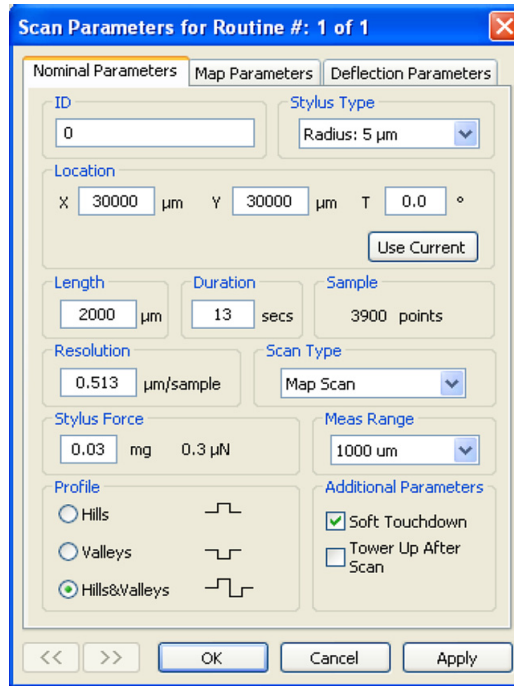 Scan Parameters for Routine #: 1 of 1
Nominal Parameters Map Parameters Deflection Parameters
ID
0
Stylus Type
Radius: 5 µm
Location
X 30000 µm Y 30000 µm T 0.0 °
Use Current
Length
2000 µm
Duration
13 secs
Sample
3900 points
Resolution
0.513 µm/sample
Scan Type
Map Scan
Stylus Force
0.03 mg 0.3 µN
Meas Range
1000 um
Profile
Hills
Valleys
Hills&Valleys
Additional Parameters
Soft Touchdown
Tower Up After
Scan
<< >> OK Cancel Apply